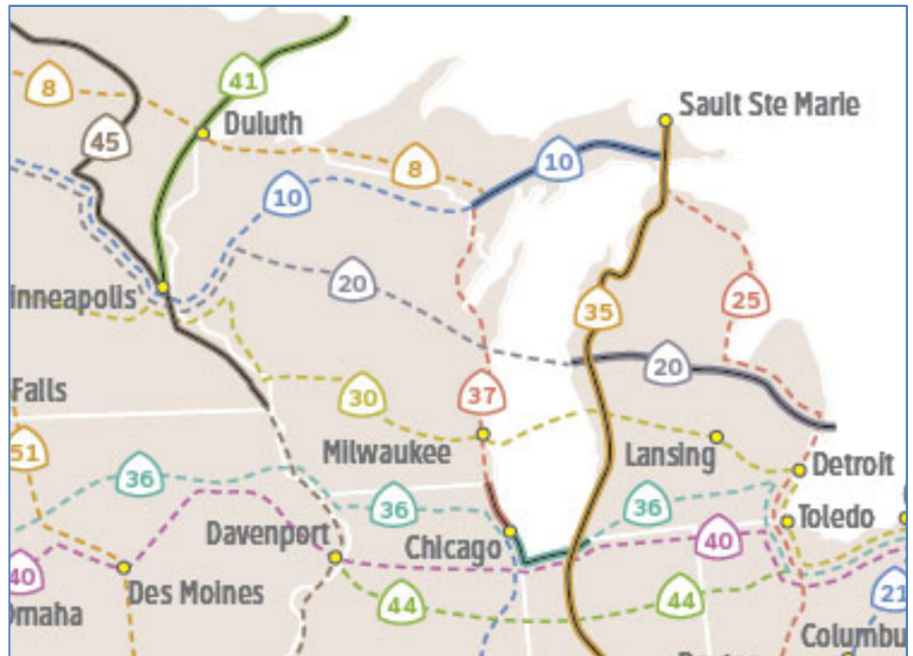 41
8
Duluth
Sault Ste Marie
45
10
8
10
20
inneapolis
35
25
20
Falls
30
37
Milwaukee
Lansing
51
36
Detroit
36
36
Davenport
Chicago
Toledo
40
40
Des Moines
maha
44
44
21
Columbu